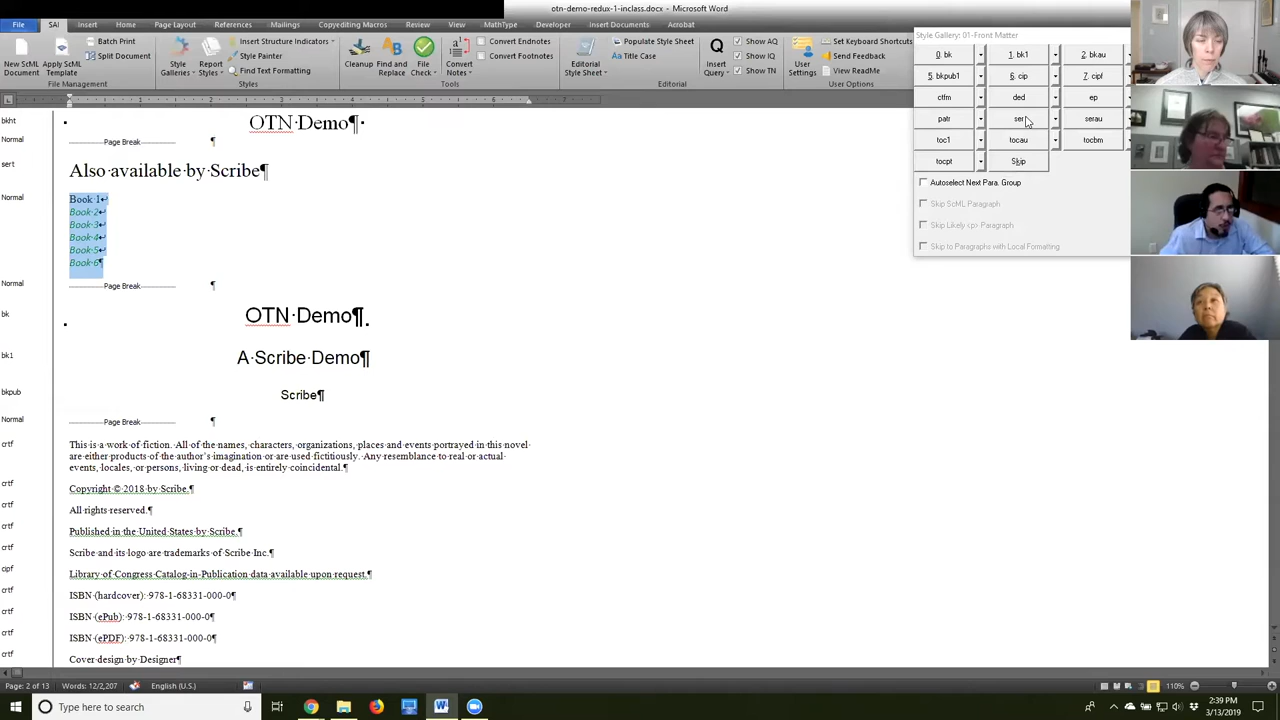 otn-demo-redux-1-inclass.docx - Word
File SAI Insert Home Page Layout References Mailings Copyediting Macros Review View MathType Developer Insert Documents Acrobat
New ScML Document
Apply ScML Template
Batch Print
Split Document
File Management
Style Galleries
Report Styles
Insert Structure Indicators
Hide/Display Styles
Find Text Formatting
Styles
Cleanup
Find and Replace
File Check
Convert Notes
Convert Endnotes
Convert Footnotes
Editorial Style Sheet
Populate Style Sheet
Editorial
Insert Query
Show AQ
Show IN
Show TN
User Settings
Set Keyboard Shortcuts
Send Feedback
View ReadMe
User Options
Style Gallery: 01-Front Matter
0. bk 1. bk1 2. bkau
5. bkpub1 6. cip 7. cipf
ctfm ded ep
patr ser serau
toc1 tocau tocbm
tocpt Skip
Autoselect Next Para. Group
Skip ScML Paragraph
Skip Likely <p> Paragraph
Skip to Paragraphs with Local Formatting
bkht OTN·Demo¶
Page Break ¶
sert Also·available·by·Scribe¶
Normal Book·1↵
Book·2↵
Book·3↵
Book·4↵
Book·5↵
Book·6¶
Normal Page Break ¶
bk OTN·Demo¶
bk1 A·Scribe·Demo¶
bkpub Scribe¶
Normal Page Break ¶
crtf This·is·a·work·of·fiction.·All·of·the·names,·characters,·organizations,·places·and·events·portrayed·in·this·novel·
are·either·products·of·the·author's·imagination·or·are·used·fictitiously.·Any·resemblance·to·real·or·actual·
events,·locales,·or·persons,·living·or·dead,·is·entirely·coincidental.¶
crtf Copyright·©·2018·by·Scribe.¶
crtf All·rights·reserved.¶
crtf Published·in·the·United·States·by·Scribe.¶
crtf Scribe·and·its·logo·are·trademarks·of·Scribe·Inc.¶
cipf Library·of·Congress·Catalog-in-Publication·data·available·upon·request.¶
crtf ISBN·(hardcover):·978-1-68331-000-0¶
crtf ISBN·(ePub):·978-1-68331-000-0¶
crtf ISBN·(ePDF):·978-1-68331-000-0¶
crtf Cover·design·by·Designer¶
Page: 2 of 13 Words: 12/2,207 English (U.S.) 110%
Type here to search
2:39 PM
3/13/2019